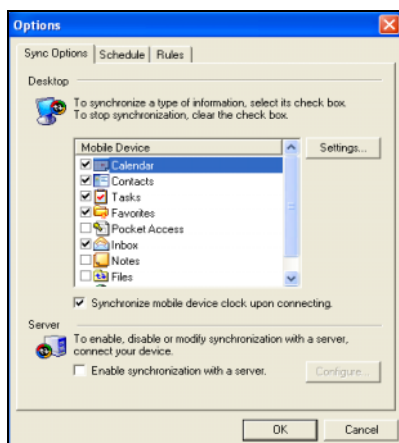 Options
Sync Options Schedule Rules
Desktop
To synchronize a type of information, select its check box.
To stop synchronization, clear the check box.
Mobile Device
Settings...
Calendar
Contacts
Tasks
Favorites
Pocket Access
Inbox
Notes
Files
Synchronize mobile device clock upon connecting.
Server
To enable, disable or modify synchronization with a server,
connect your device.
Enable synchronization with a server.
Configure...
OK Cancel